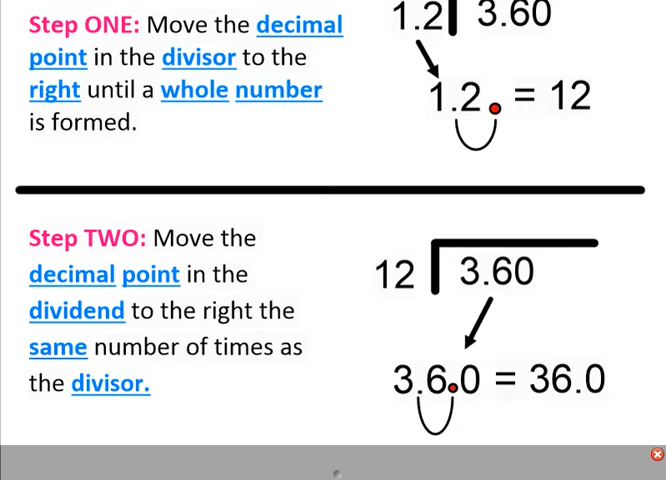 Step ONE: Move the decimal
point in the divisor to the
right until a whole number
is formed.
1.2 3.60
1.2. = 12
Step TWO: Move the
decimal point in the
dividend to the right the
same number of times as
the divisor.
12 3.60
3.6.0 = 36.0